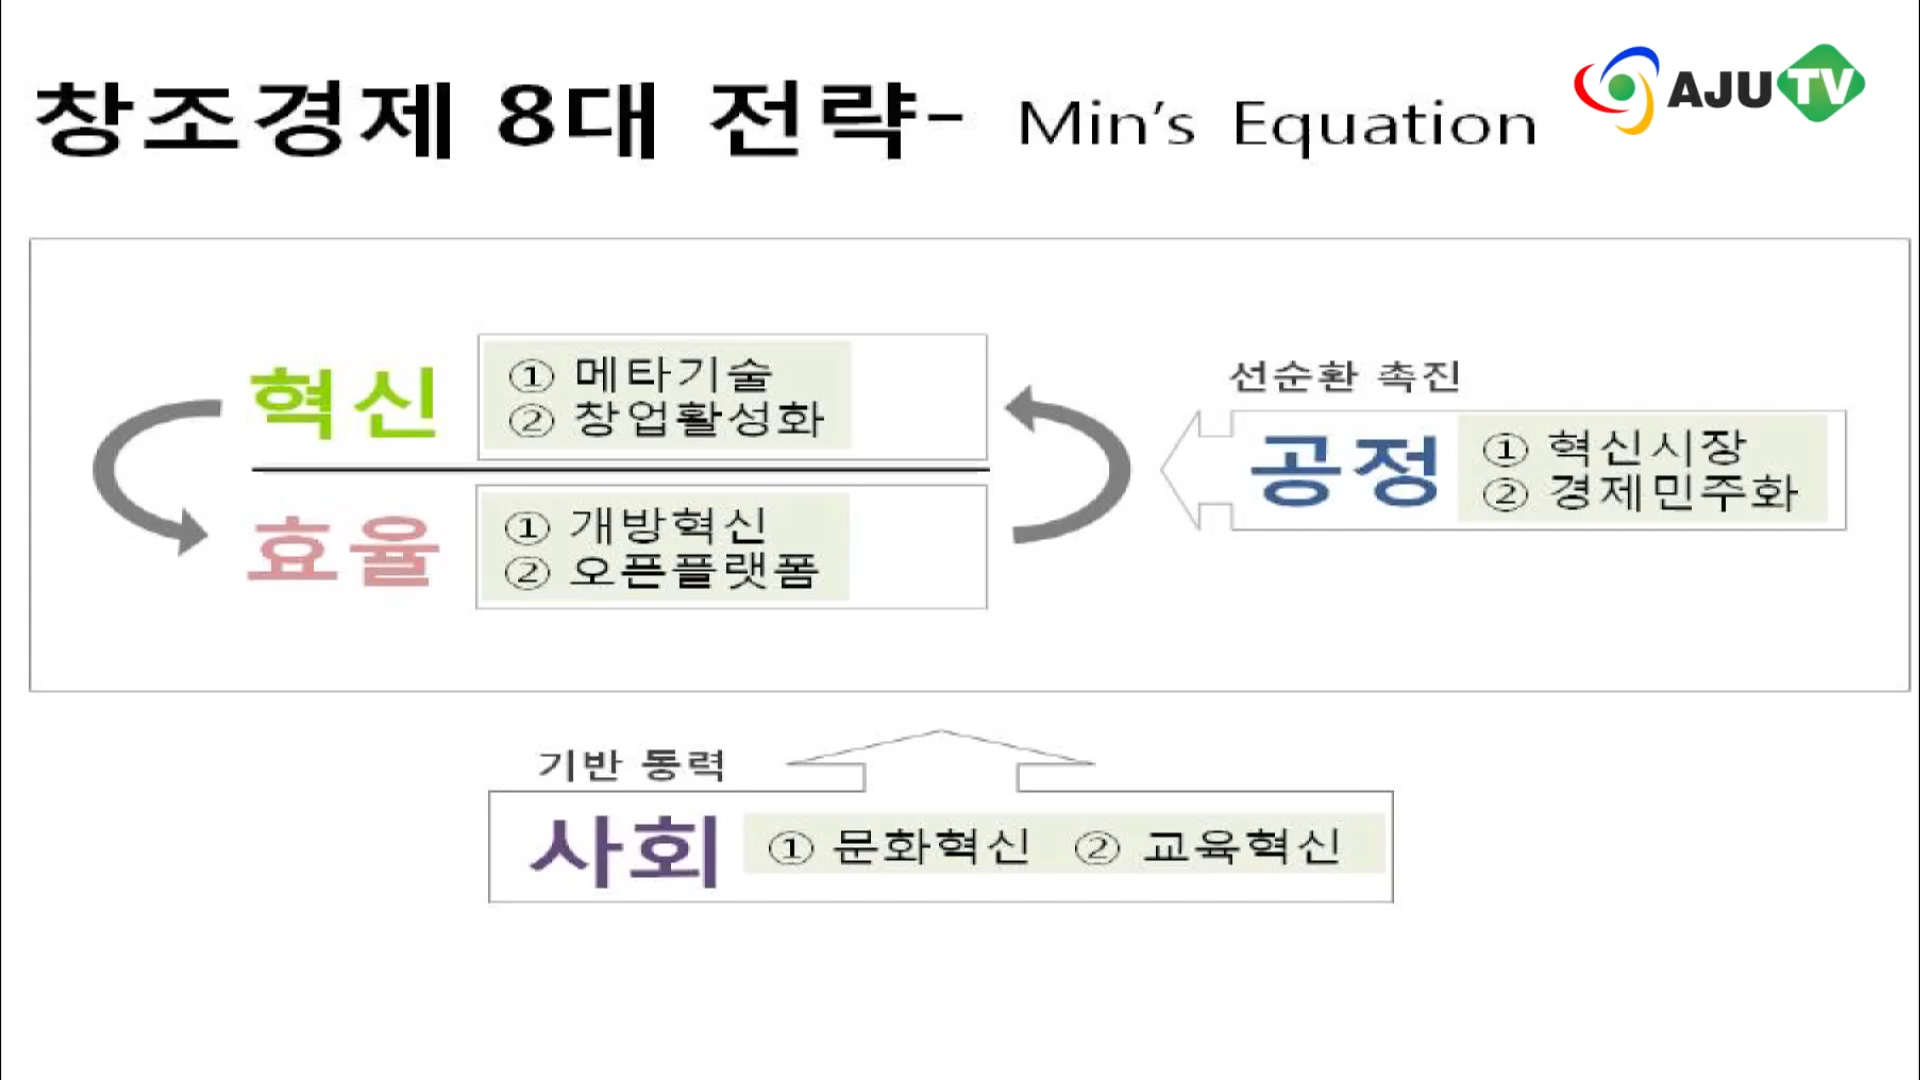 창조경제 8대 전략- Min's Equation
AJU TV
혁신
① 메타기술
② 창업활성화
효율
① 개방혁신
② 오픈플랫폼
선순환 촉진
공정
① 혁신시장
② 경제민주화
기반 동력
사회 ① 문화혁신 ② 교육혁신